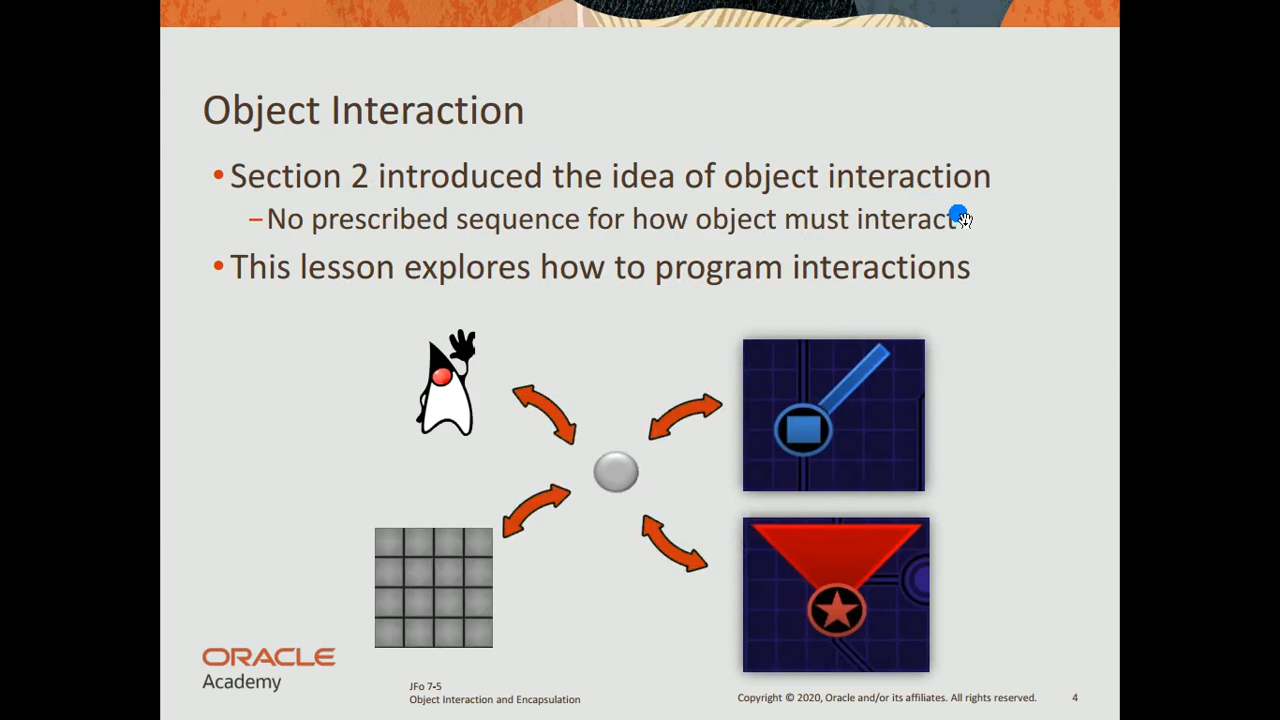 Object Interaction
•Section 2 introduced the idea of object interaction
–No prescribed sequence for how object must interact
•This lesson explores how to program interactions
ORACLE
Academy
JFo 7-5
Object Interaction and Encapsulation
Copyright © 2020, Oracle and/or its affiliates. All rights reserved.
4